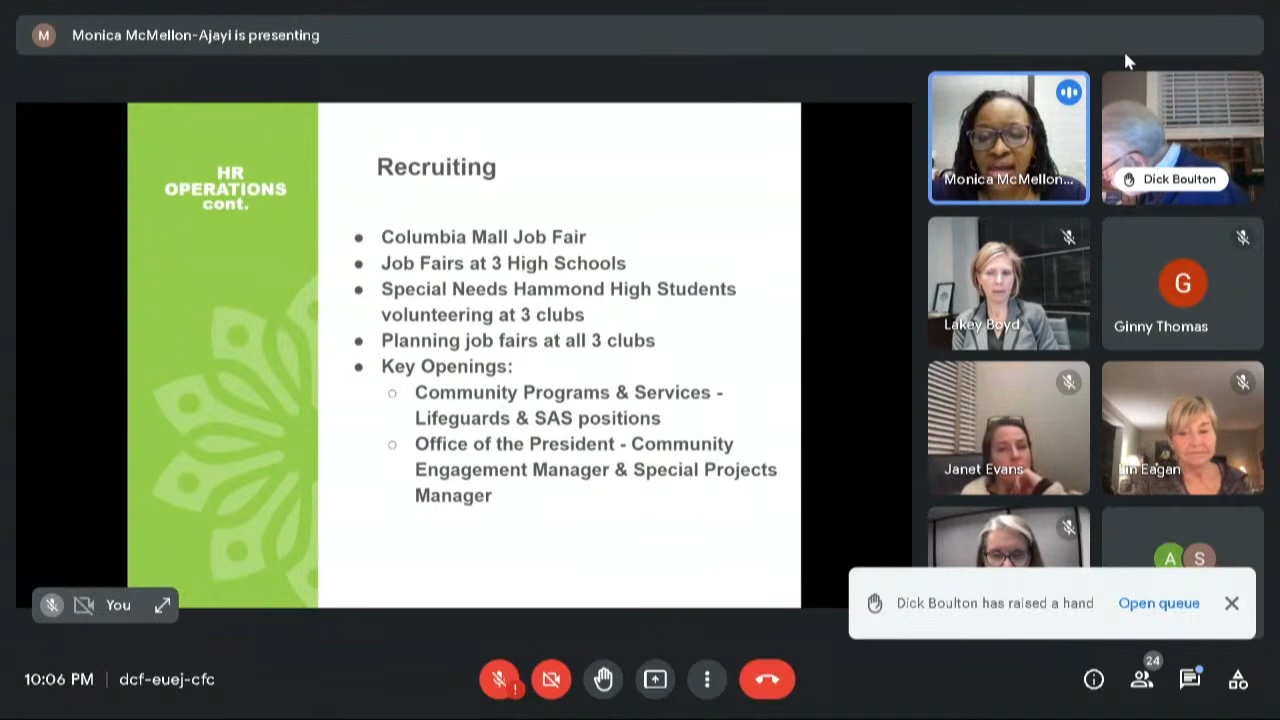 M
Monica McMellon-Ajayi is presenting
HR
OPERATIONS
cont.
Recruiting
● Columbia Mall Job Fair
● Job Fairs at 3 High Schools
● Special Needs Hammond High Students
volunteering at 3 clubs
● Planning job fairs at all 3 clubs
● Key Openings:
○ Community Programs & Services -
Lifeguards & SAS positions
○ Office of the President - Community
Engagement Manager & Special Projects
Manager
Monica McMellon...
Dick Boulton
Lakey Boyd
G
Ginny Thomas
Janet Evans
Lin Eagan
A
S
You
Dick Boulton has raised a hand
Open queue
10:06 PM
dcf-euej-cfc
!
24